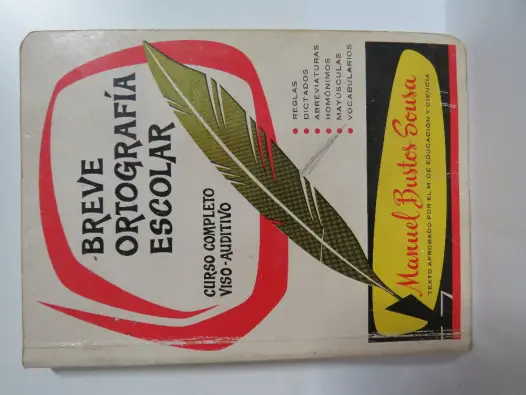 BREVE
ORTOGRAFÍA
ESCOLAR
CURSO COMPLETO
VISO-AUDITIVO
• REGLAS
• DICTADOS
• ABREVIATURAS
• HOMÓNIMOS
• MAYÚSCULAS
• VOCABULARIOS
Manuel Bustos Sousa
TEXTO APROBADO POR EL M. DE EDUCACIÓN Y CIENCIA